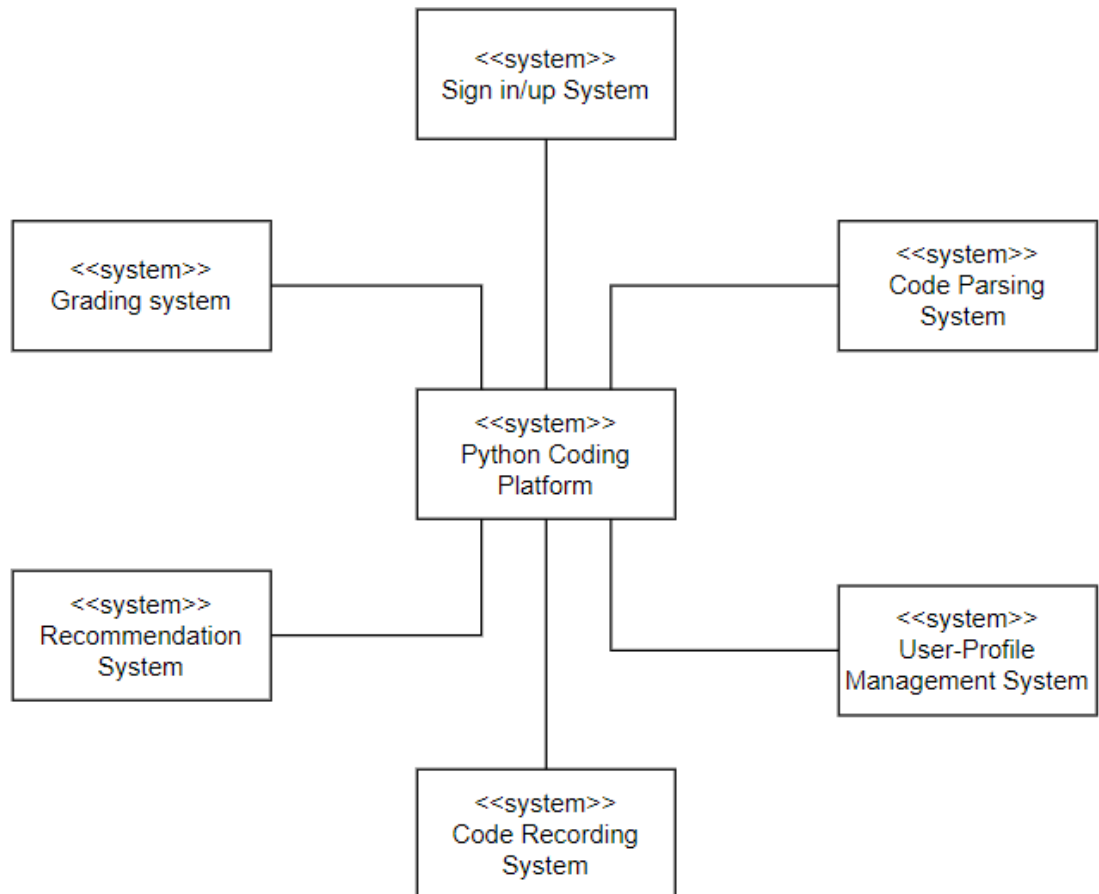 <<system>>
Sign in/up System
<<system>>
Grading system
<<system>>
Code Parsing
System
<<system>>
Python Coding
Platform
<<system>>
Recommendation
System
<<system>>
User-Profile
Management System
<<system>>
Code Recording
System